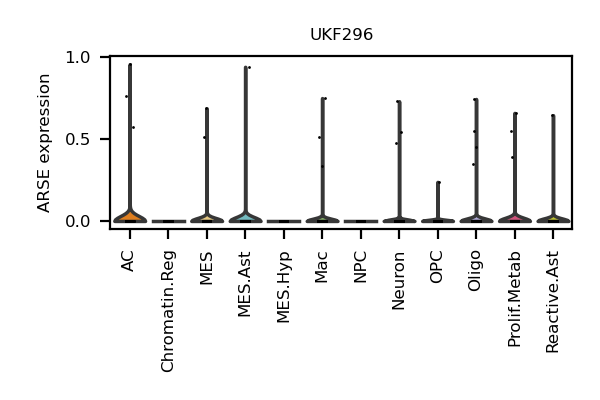 UKF296
ARSE expression
1.0
0.5
0.0
AC
Chromatin.Reg
MES
MES.Ast
MES.Hyp
Mac
NPC
Neuron
OPC
Oligo
Prolif.Metab
Reactive.Ast